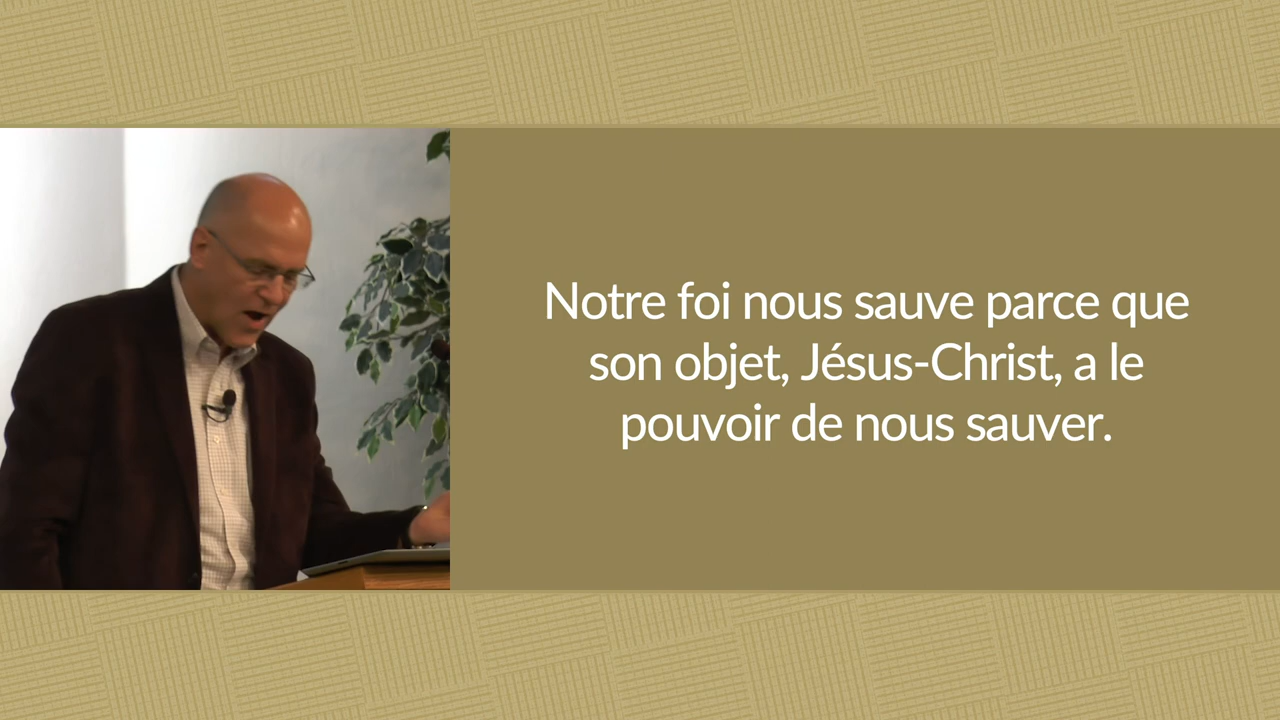 Notre foi nous sauve parce que
son objet, Jésus-Christ, a le
pouvoir de nous sauver.